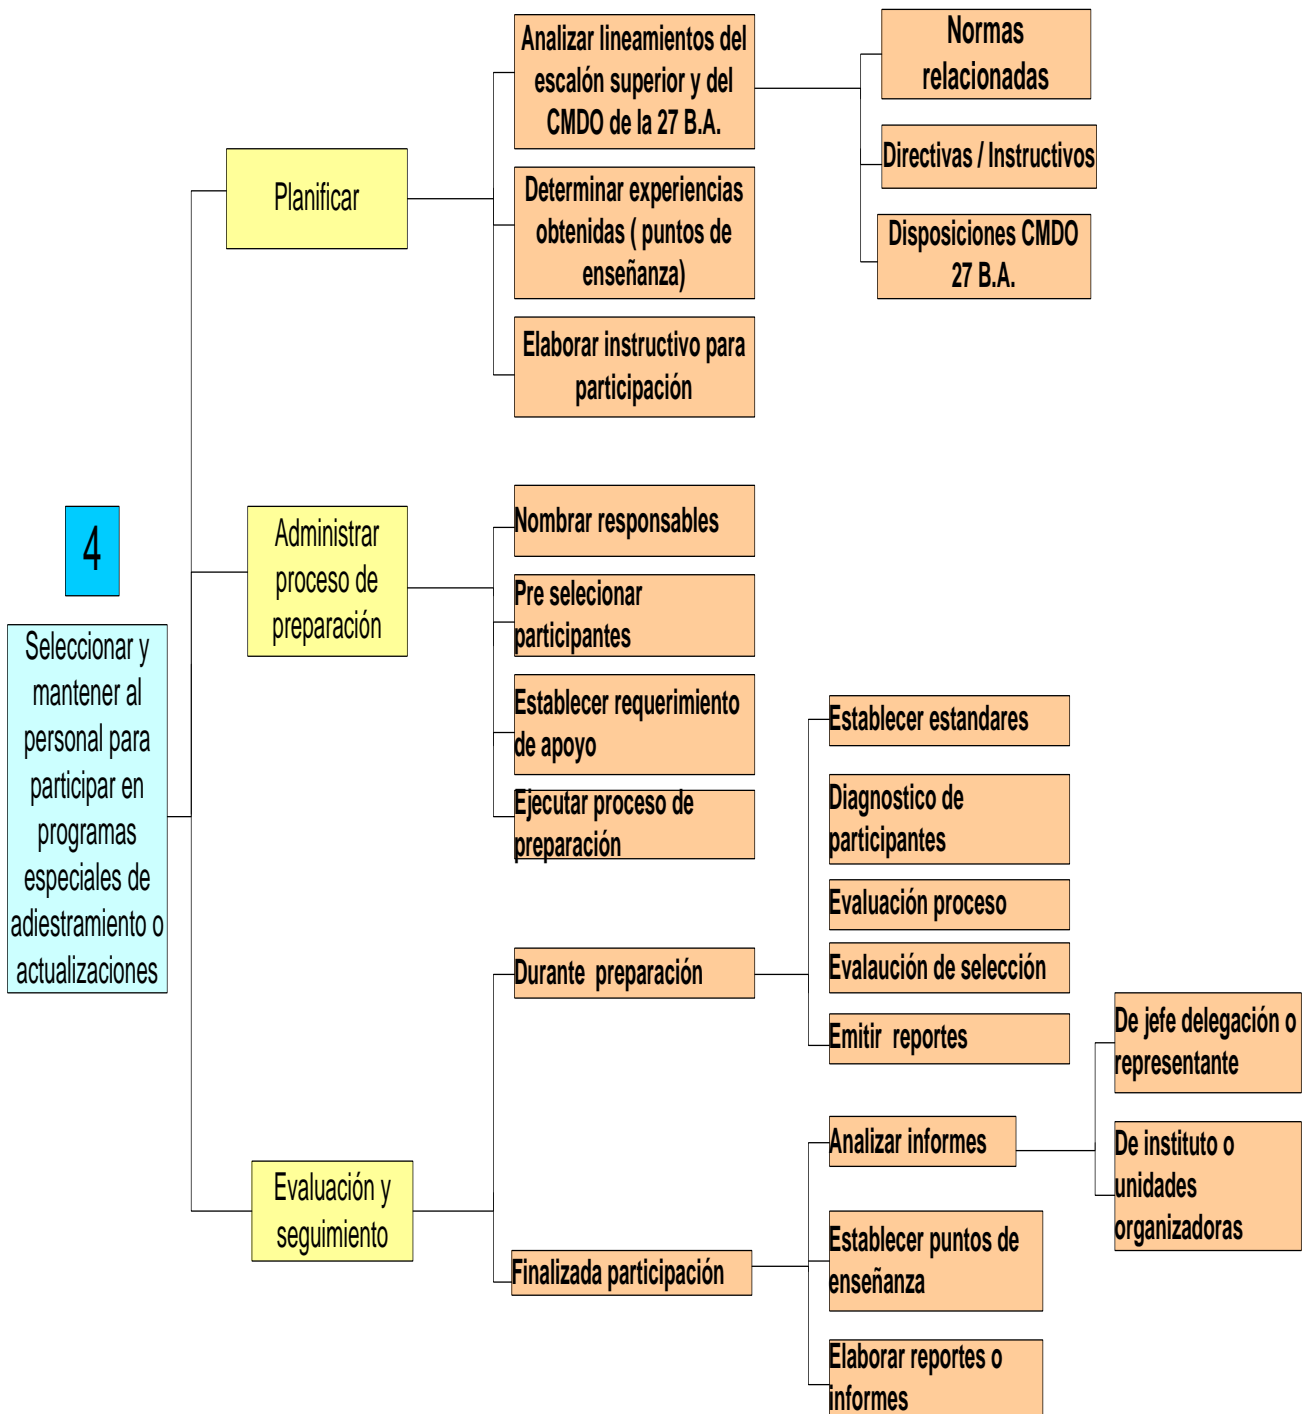 4
Seleccionar y
mantener al
personal para
participar en
programas
especiales de
adiestramiento o
actualizaciones
Planificar
Analizar lineamientos del
escalón superior y del
CMDO de la 27 B.A.
Normas
relacionadas
Directivas / Instructivos
Disposiciones CMDO
27 B.A.
Determinar experiencias
obtenidas ( puntos de
enseñanza)
Elaborar instructivo para
participación
Administrar
proceso de
preparación
Nombrar responsables
Pre selecionar
participantes
Establecer requerimiento
de apoyo
Ejecutar proceso de
preparación
Evaluación y
seguimiento
Durante  preparación
Establecer estandares
Diagnostico de
participantes
Evaluación proceso
Evalaución de selección
Emitir  reportes
Finalizada participación
Analizar informes
De jefe delegación o
representante
De instituto o
unidades
organizadoras
Establecer puntos de
enseñanza
Elaborar reportes o
informes